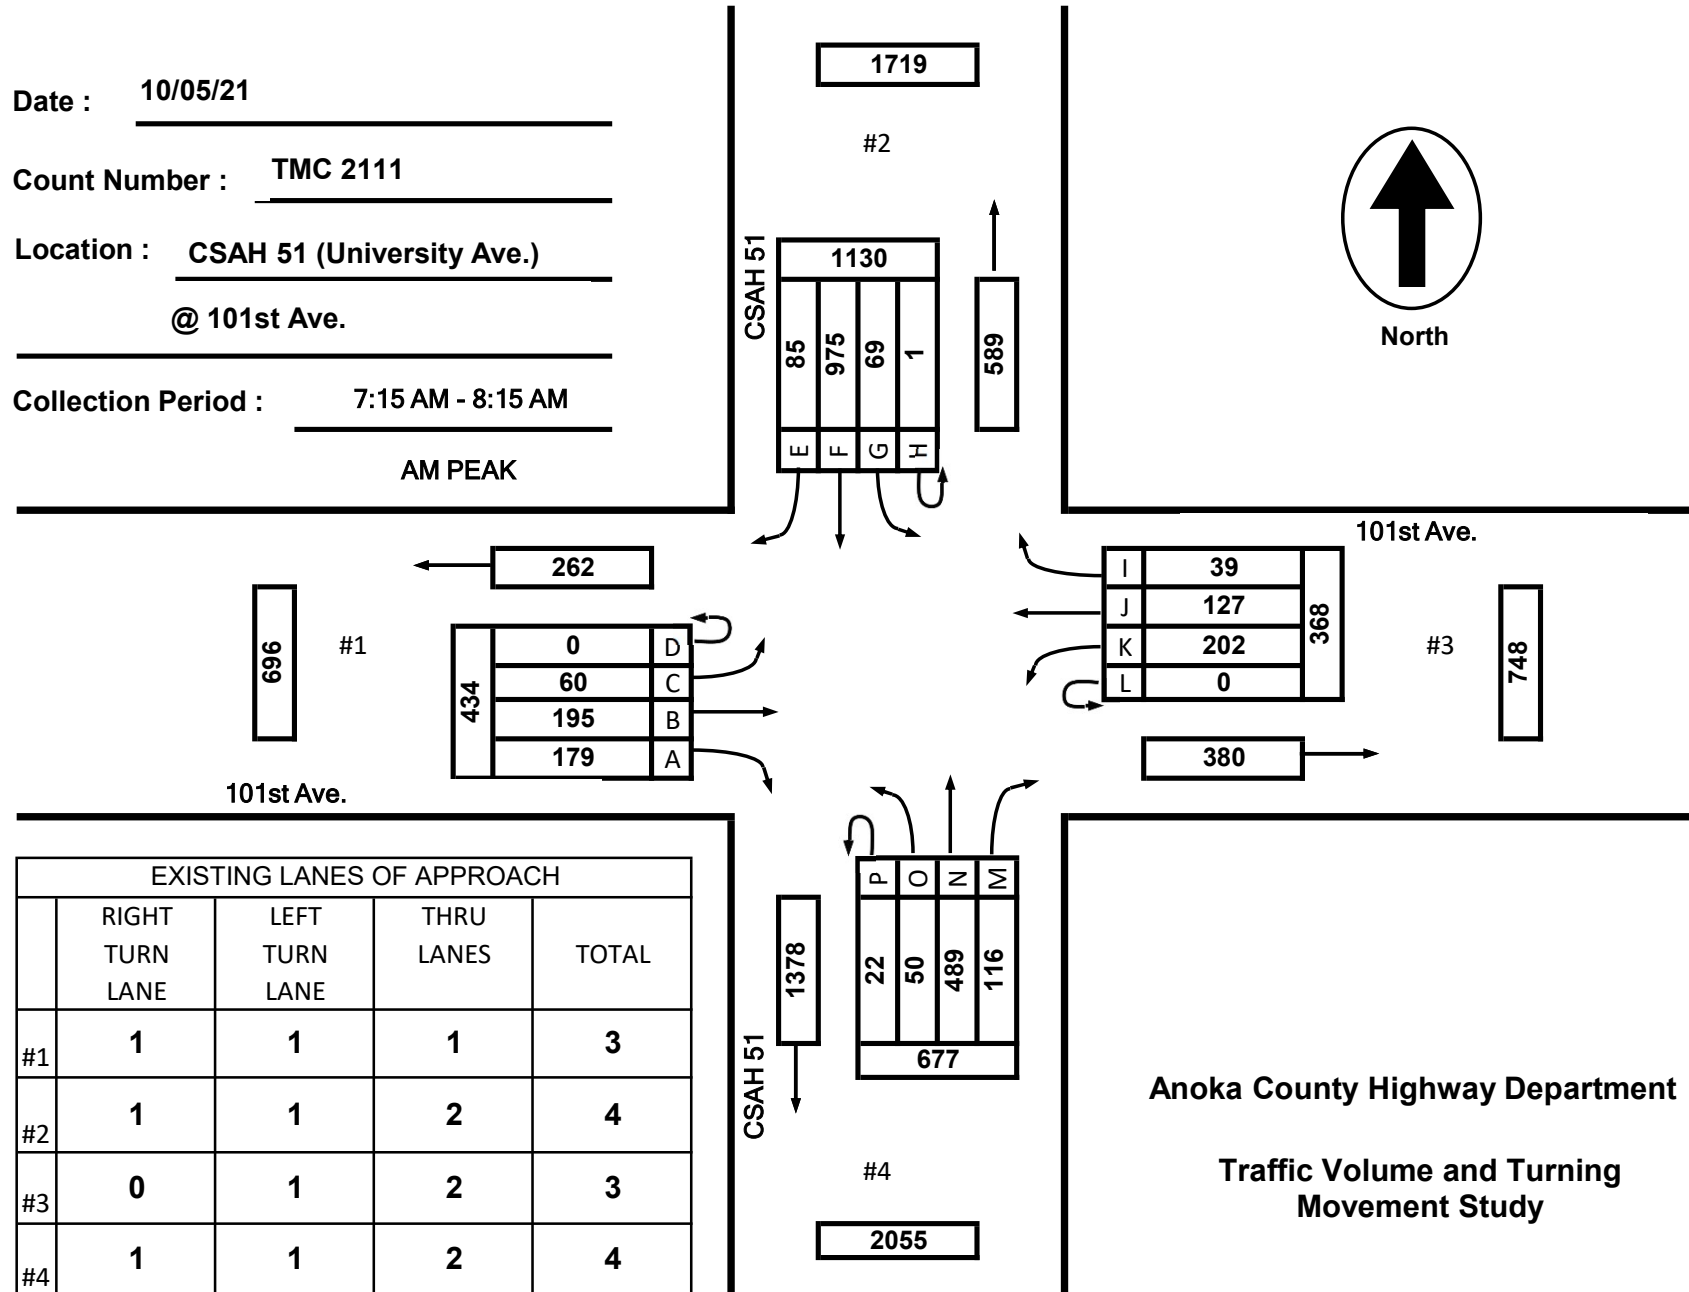 Date : 10/05/21
Count Number : TMC 2111
Location : CSAH 51 (University Ave.)
@ 101st Ave.
Collection Period : 7:15 AM - 8:15 AM
AM PEAK
1719
#2
CSAH 51
1130
85 975 69 1
E F G H
589
North
101st Ave.
262
696
#1
434
0 D
60 C
195 B
179 A
101st Ave.
I 39
J 127
K 202
L 0
368
#3
748
380
P O N M
22 50 489 116
677
1378
CSAH 51
#4
2055
EXISTING LANES OF APPROACH
RIGHT TURN LANE
LEFT TURN LANE
THRU LANES
TOTAL
#1 1 1 1 3
#2 1 1 2 4
#3 0 1 2 3
#4 1 1 2 4
Anoka County Highway Department
Traffic Volume and Turning
Movement Study